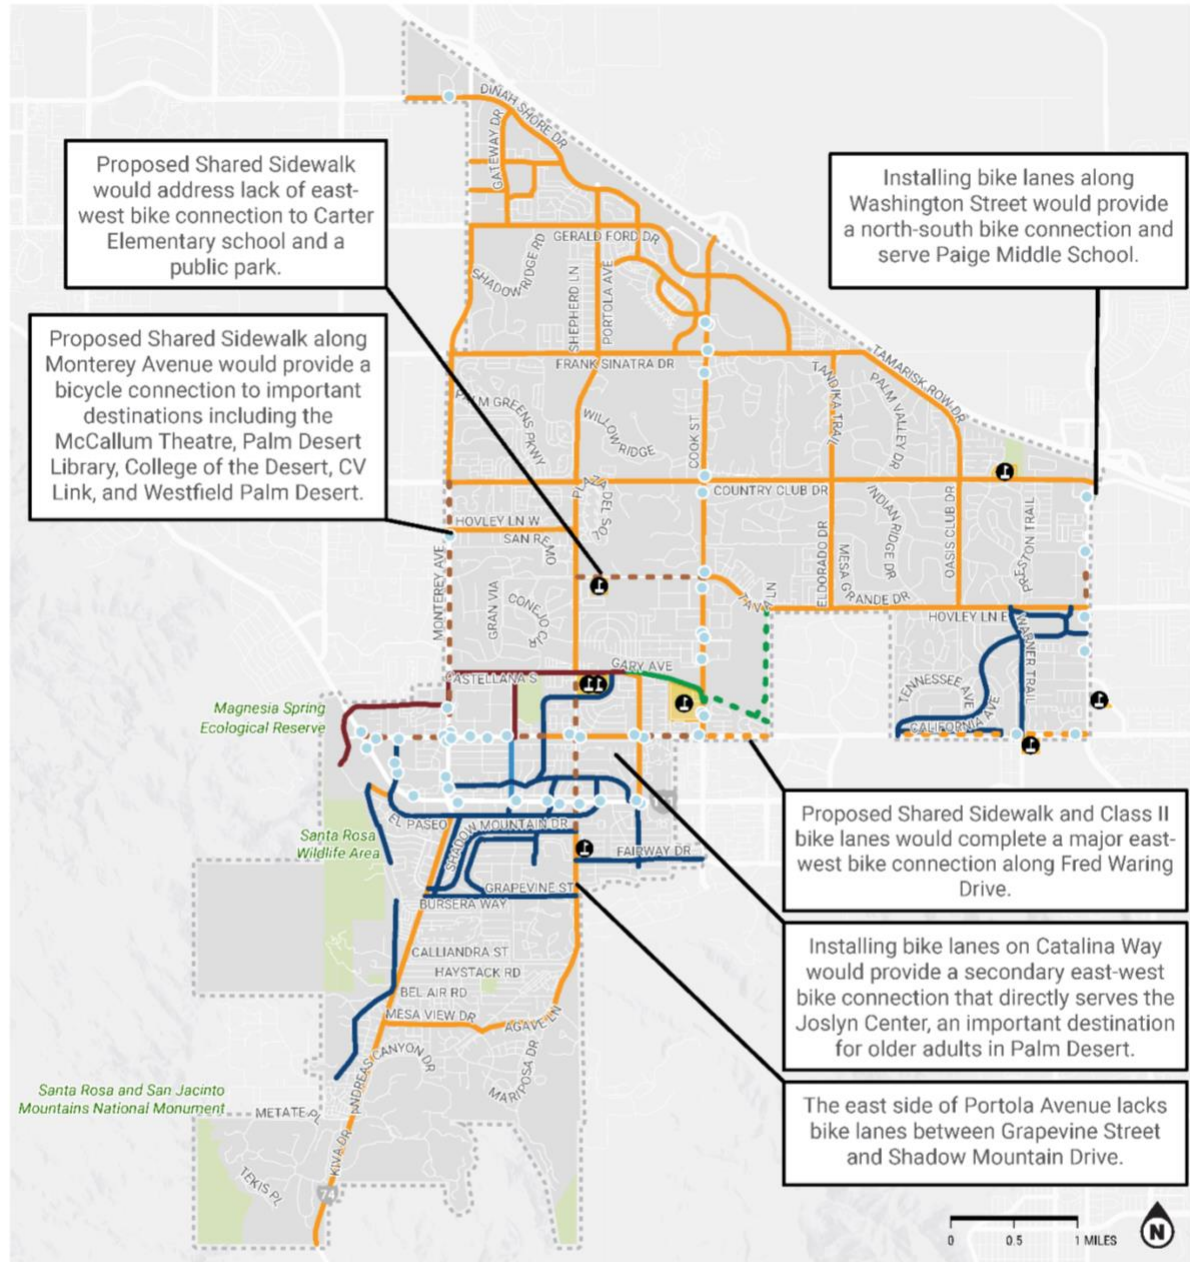 DINAH SHORE DR
GATEWAY DR
Proposed Shared Sidewalk
would address lack of east-
west bike connection to Carter
Elementary school and a
public park.
Installing bike lanes along
Washington Street would provide
a north-south bike connection and
serve Paige Middle School.
GERALD FORD DR
SHADOW RIDGE RD
SHEPHERD LN
PORTOLA AVE
Proposed Shared Sidewalk along
Monterey Avenue would provide a
bicycle connection to important
destinations including the
McCallum Theatre, Palm Desert
Library, College of the Desert, CV
Link, and Westfield Palm Desert.
FRANK SINATRA DR
TAMARISK ROW DR
KANDIKA TRAIL
PALM VALLEY DR
PALM GREENS PKWY
WILLOW RIDGE
COOK ST
COUNTRY CLUB DR
PLAZA DEL SOL
HOVLEY LN W
SAN REMO
INDIAN RIDGE DR
OASIS CLUB DR
PRESTON TRAIL
ELDORADO DR
MESA GRANDE DR
MONTEREY AVE
GRAN VIA
CONEJO CIR
TAVA LN
HOVLEY LN E
WARNER TRAIL
GARY AVE
CASTELLANA S
TENNESSEE AVE
CALIFORNIA AVE
Magnesia Spring
Ecological Reserve
EL PASEO
SHADOW MOUNTAIN DR
Santa Rosa
Wildlife Area
FAIRWAY DR
GRAPEVINE ST
BURSERA WAY
Proposed Shared Sidewalk and Class II
bike lanes would complete a major east-
west bike connection along Fred Waring
Drive.
CALLIANDRA ST
HAYSTACK RD
BEL AIR RD
MESA VIEW DR
AGAVE LN
Installing bike lanes on Catalina Way
would provide a secondary east-west
bike connection that directly serves the
Joslyn Center, an important destination
for older adults in Palm Desert.
ANDREAS CANYON DR
MARIPOSA DR
Santa Rosa and San Jacinto
Mountains National Monument
METATE PL
The east side of Portola Avenue lacks
bike lanes between Grapevine Street
and Shadow Mountain Drive.
KIVA DR
TEKIS PL
74
0 0.5 1 MILES
N